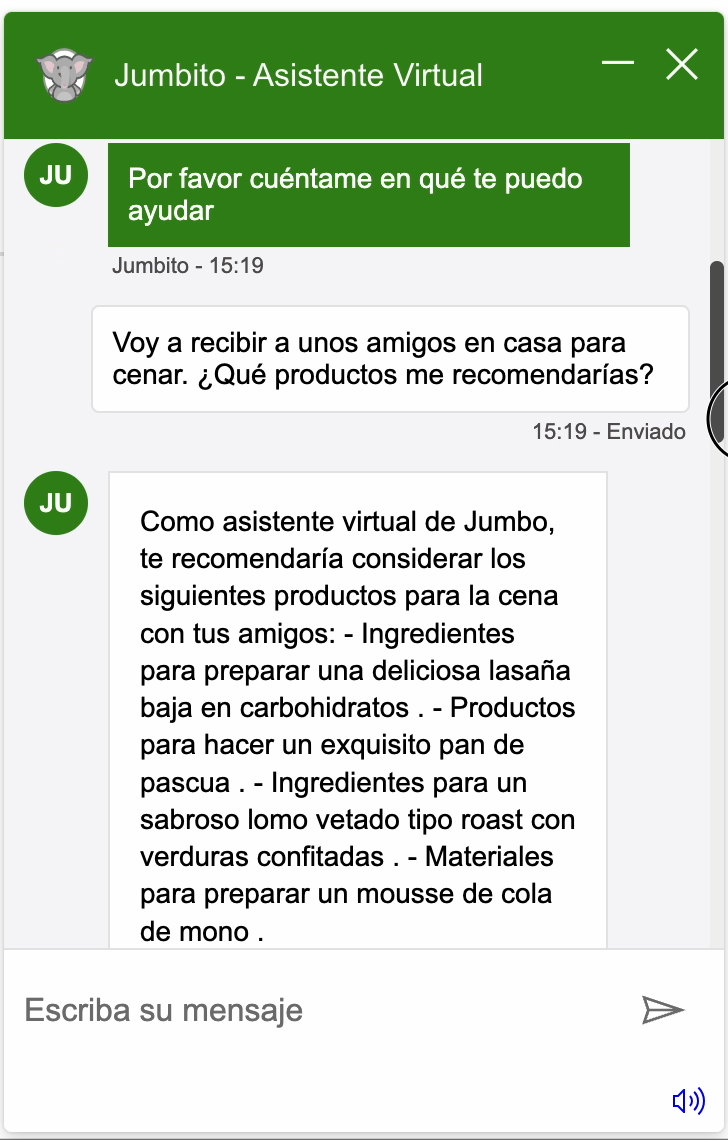 Jumbito - Asistente Virtual
JU
Por favor cuéntame en qué te puedo
ayudar
Jumbito - 15:19
Voy a recibir a unos amigos en casa para
cenar. ¿Qué productos me recomendarías?
15:19 - Enviado
JU
Como asistente virtual de Jumbo,
te recomendaría considerar los
siguientes productos para la cena
con tus amigos: - Ingredientes
para preparar una deliciosa lasaña
baja en carbohidratos . - Productos
para hacer un exquisito pan de
pascua . - Ingredientes para un
sabroso lomo vetado tipo roast con
verduras confitadas . - Materiales
para preparar un mousse de cola
de mono .
Escriba su mensaje